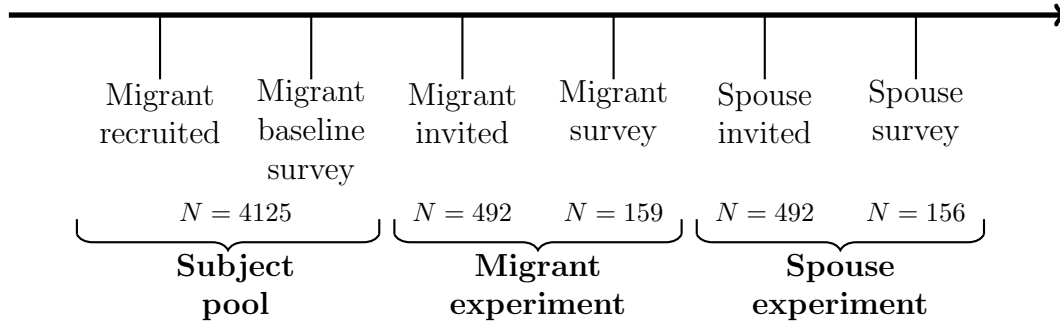 Migrant
recruited
Migrant
baseline
survey
Migrant
invited
Migrant
survey
Spouse
invited
Spouse
survey
N = 4125
N = 492
N = 159
N = 492
N = 156
Subject
pool
Migrant
experiment
Spouse
experiment